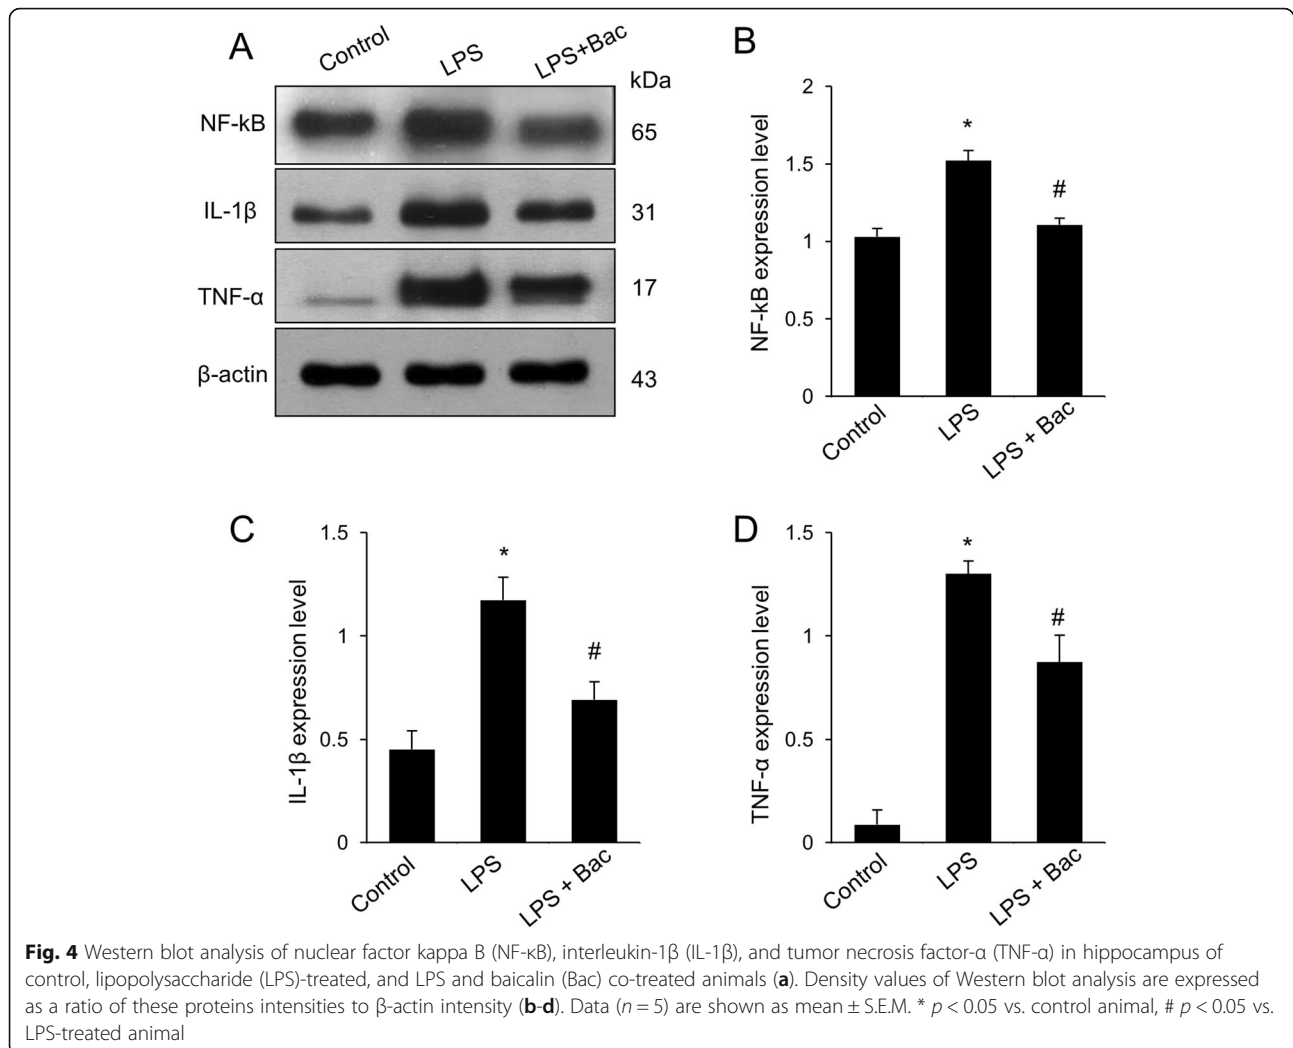 A
Control
LPS
LPS+Bac
kDa
NF-kB
65
IL-1β
31
TNF-α
17
β-actin
43
B
NF-kB expression level
2
1.5
1
0.5
0
*
#
Control
LPS
LPS + Bac
C
IL-1β expression level
1.5
1
0.5
0
*
#
Control
LPS
LPS + Bac
D
TNF-α expression level
1.5
1
0.5
0
*
#
Control
LPS
LPS + Bac
Fig. 4 Western blot analysis of nuclear factor kappa B (NF-κB), interleukin-1β (IL-1β), and tumor necrosis factor-α (TNF-α) in hippocampus of
control, lipopolysaccharide (LPS)-treated, and LPS and baicalin (Bac) co-treated animals (a). Density values of Western blot analysis are expressed
as a ratio of these proteins intensities to β-actin intensity (b-d). Data (n = 5) are shown as mean ± S.E.M. * p < 0.05 vs. control animal, # p < 0.05 vs.
LPS-treated animal